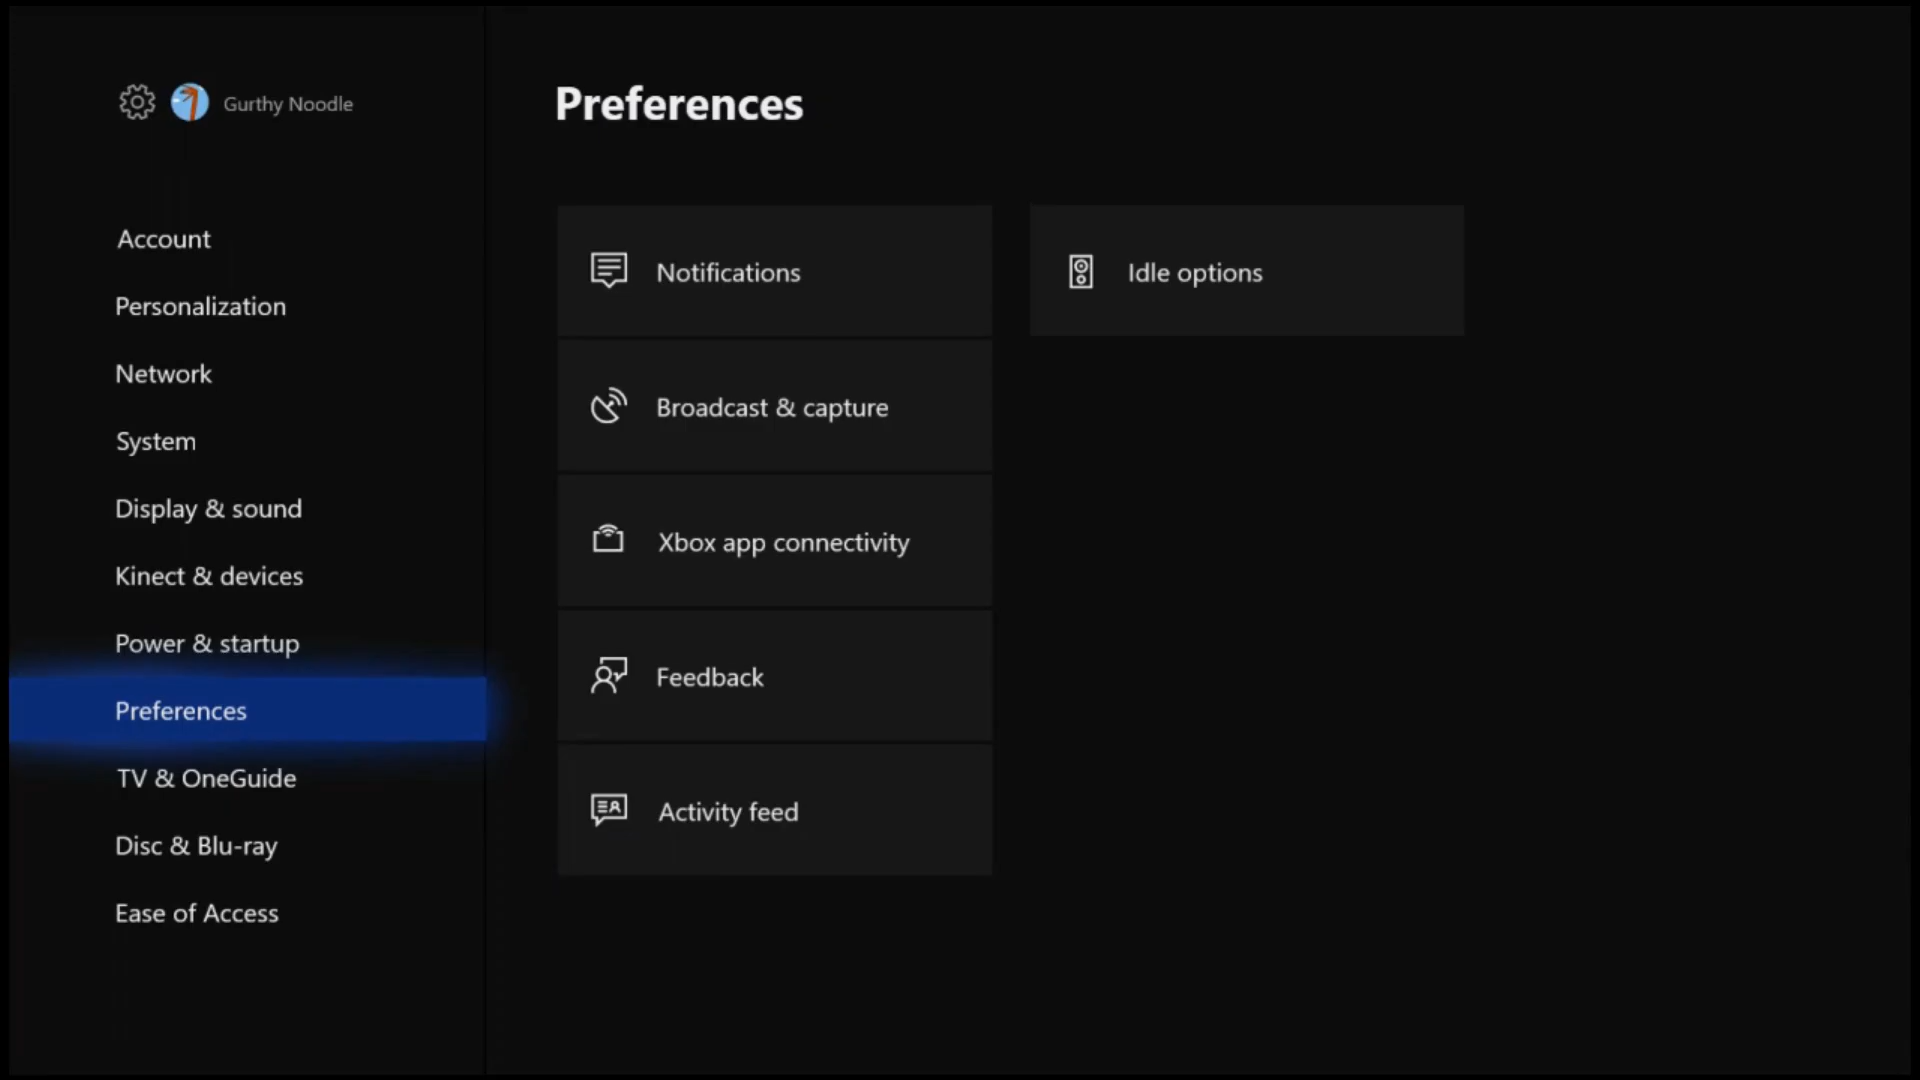 Gurthy Noodle
Account
Personalization
Network
System
Display & sound
Kinect & devices
Power & startup
Preferences
TV & OneGuide
Disc & Blu-ray
Ease of Access
Preferences
Notifications
Broadcast & capture
Xbox app connectivity
Feedback
Activity feed
Idle options